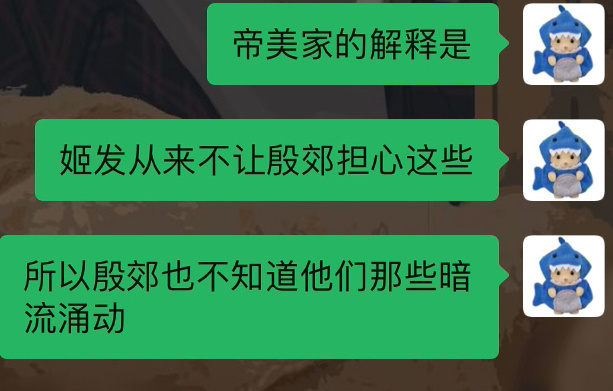 帝美家的解释是
姬发从来不让殷郊担心这些
所以殷郊也不知道他们那些暗
流涌动